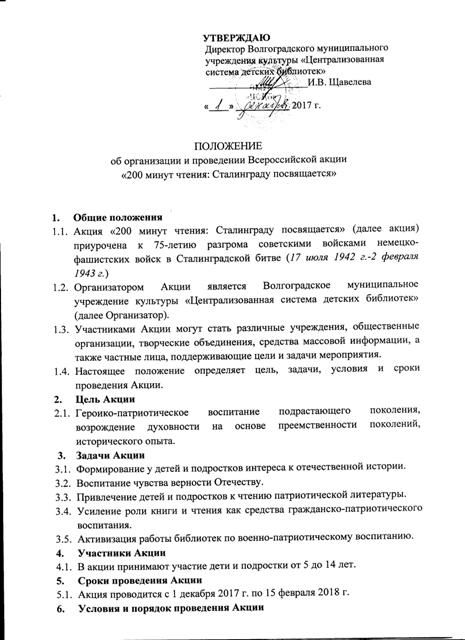 УТВЕРЖДАЮ
Директор Волгоградского муниципального
учреждения культуры «Централизованная
система детских библиотек»
И.В. Щавелева
« 1 » декабря 2017 г.
ПОЛОЖЕНИЕ
об организации и проведении Всероссийской акции
«200 минут чтения: Сталинграду посвящается»
1. Общие положения
1.1. Акция «200 минут чтения: Сталинграду посвящается» (далее акция)
приурочена к 75-летию разгрома советскими войсками немецко-
фашистских войск в Сталинградской битве (17 июля 1942 г.-2 февраля
1943 г.)
1.2. Организатором Акции является Волгоградское муниципальное
учреждение культуры «Централизованная система детских библиотек»
(далее Организатор).
1.3. Участниками Акции могут стать различные учреждения, общественные
организации, творческие объединения, средства массовой информации, а
также частные лица, поддерживающие цели и задачи мероприятия.
1.4. Настоящее положение определяет цель, задачи, условия и сроки
проведения Акции.
2. Цель Акции
2.1. Героико-патриотическое воспитание подрастающего поколения,
возрождение духовности на основе преемственности поколений,
исторического опыта.
3. Задачи Акции
3.1. Формирование у детей и подростков интереса к отечественной истории.
3.2. Воспитание чувства верности Отечеству.
3.3. Привлечение детей и подростков к чтению патриотической литературы.
3.4. Усиление роли книги и чтения как средства гражданско-патриотического
воспитания.
3.5. Активизация работы библиотек по военно-патриотическому воспитанию.
4. Участники Акции
4.1. В акции принимают участие дети и подростки от 5 до 14 лет.
5. Сроки проведения Акции
5.1. Акция проводится с 1 декабря 2017 г. по 15 февраля 2018 г.
6. Условия и порядок проведения Акции